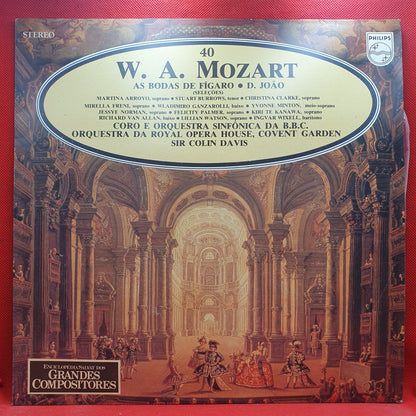 STEREO
PHILIPS
40
W. A. MOZART
AS BODAS DE FÍGARO • D. JOÃO
(SELEÇÕES)
MARTINA ARROYO, soprano • STUART BURROWS, tenor • CHRISTINA CLARKE, soprano
MIRELLA FRENI, soprano • WLADIMIRO GANZAROLLI, baixo • YVONNE MINTON, meio-soprano
JESSYE NORMAN, soprano • FELICITY PALMER, soprano • KIRI TE KANAWA, soprano
RICHARD VAN ALLAN, baixo • LILLIAN WATSON, soprano • INGVAR WIXELL, barítono
CORO E ORQUESTRA SINFÔNICA DA B.B.C.
ORQUESTRA DA ROYAL OPERA HOUSE, COVENT GARDEN
SIR COLIN DAVIS
ENCICLOPÉDIA SALVAT DOS
GRANDES
COMPOSITORES